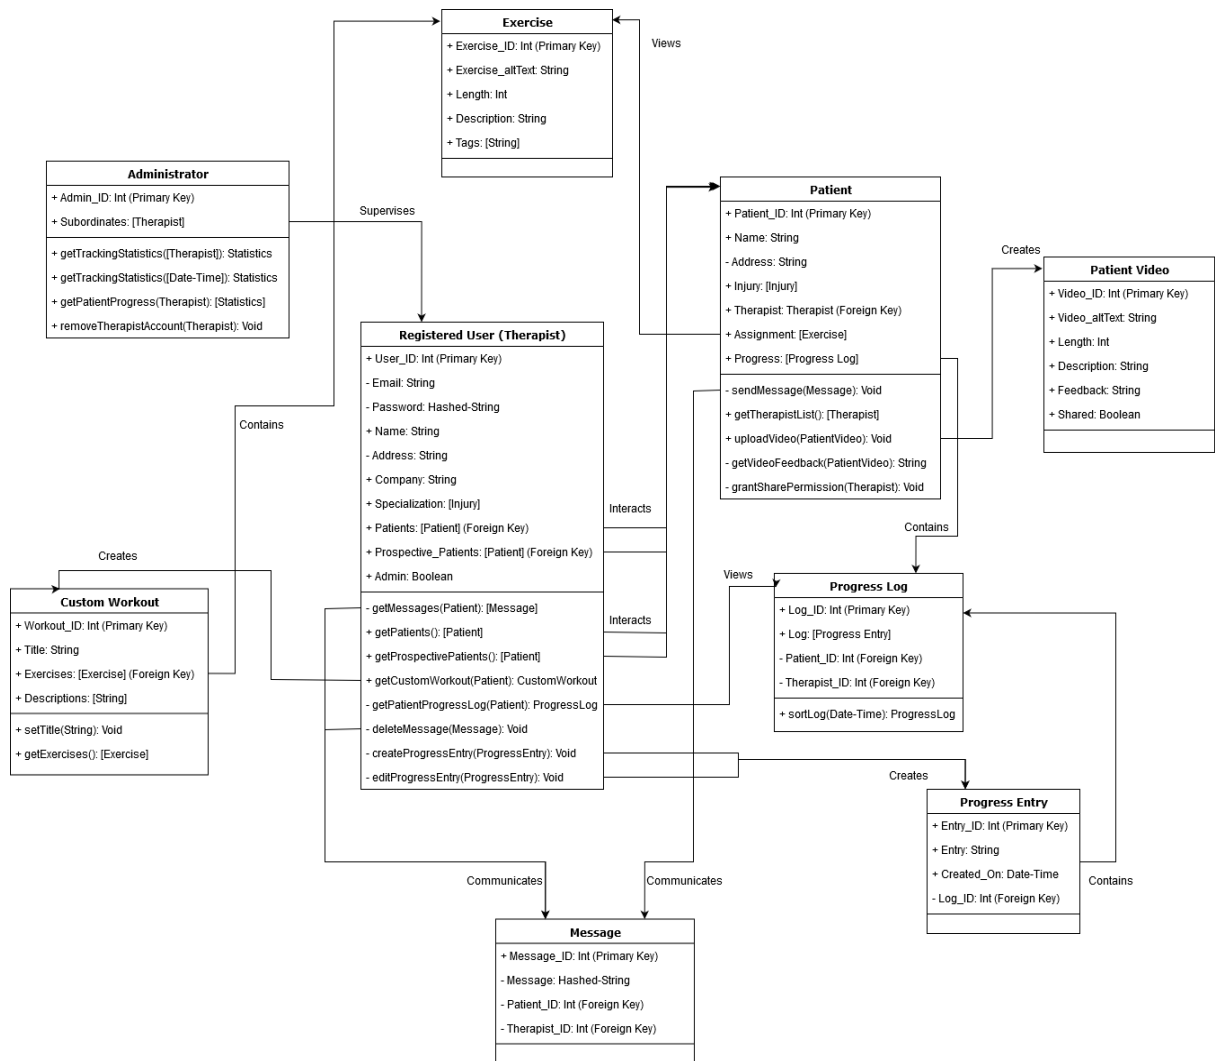 Exercise
+ Exercise_ID: Int (Primary Key)
+ Exercise_altText: String
+ Length: Int
+ Description: String
+ Tags: [String]
Views
Administrator
+ Admin_ID: Int (Primary Key)
+ Subordinates: [Therapist]
+ getTrackingStatistics([Therapist]): Statistics
+ getTrackingStatistics([Date-Time]): Statistics
+ getPatientProgress(Therapist): [Statistics]
+ removeTherapistAccount(Therapist): Void
Supervises
Patient
+ Patient_ID: Int (Primary Key)
+ Name: String
- Address: String
+ Injury: [Injury]
+ Therapist: Therapist (Foreign Key)
+ Assignment: [Exercise]
+ Progress: [Progress Log]
- sendMessage(Message): Void
+ getTherapistList(): [Therapist]
+ uploadVideo(PatientVideo): Void
- getVideoFeedback(PatientVideo): String
- grantSharePermission(Therapist): Void
Creates
Patient Video
+ Video_ID: Int (Primary Key)
+ Video_altText: String
+ Length: Int
+ Description: String
+ Feedback: String
+ Shared: Boolean
Registered User (Therapist)
+ User_ID: Int (Primary Key)
- Email: String
- Password: Hashed-String
+ Name: String
- Address: String
+ Company: String
+ Specialization: [Injury]
+ Patients: [Patient] (Foreign Key)
+ Prospective_Patients: [Patient] (Foreign Key)
+ Admin: Boolean
- getMessages(Patient): [Message]
+ getPatients(): [Patient]
+ getProspectivePatients(): [Patient]
+ getCustomWorkout(Patient): CustomWorkout
- getPatientProgressLog(Patient): ProgressLog
- deleteMessage(Message): Void
- createProgressEntry(ProgressEntry): Void
- editProgressEntry(ProgressEntry): Void
Contains
Interacts
Interacts
Contains
Creates
Views
Custom Workout
+ Workout_ID: Int (Primary Key)
+ Title: String
+ Exercises: [Exercise] (Foreign Key)
+ Descriptions: [String]
+ setTitle(String): Void
+ getExercises(): [Exercise]
Progress Log
+ Log_ID: Int (Primary Key)
+ Log: [Progress Entry]
- Patient_ID: Int (Foreign Key)
- Therapist_ID: Int (Foreign Key)
+ sortLog(Date-Time): ProgressLog
Creates
Progress Entry
+ Entry_ID: Int (Primary Key)
+ Entry: String
+ Created_On: Date-Time
- Log_ID: Int (Foreign Key)
Contains
Communicates
Communicates
Message
+ Message_ID: Int (Primary Key)
- Message: Hashed-String
- Patient_ID: Int (Foreign Key)
- Therapist_ID: Int (Foreign Key)